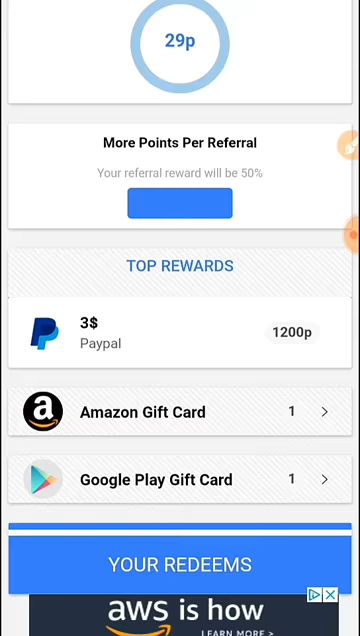 29p
More Points Per Referral
Your referral reward will be 50%
TOP REWARDS
3$
Paypal
1200p
Amazon Gift Card 1
Google Play Gift Card 1
YOUR REDEEMS
aws is how
LEARN MORE >